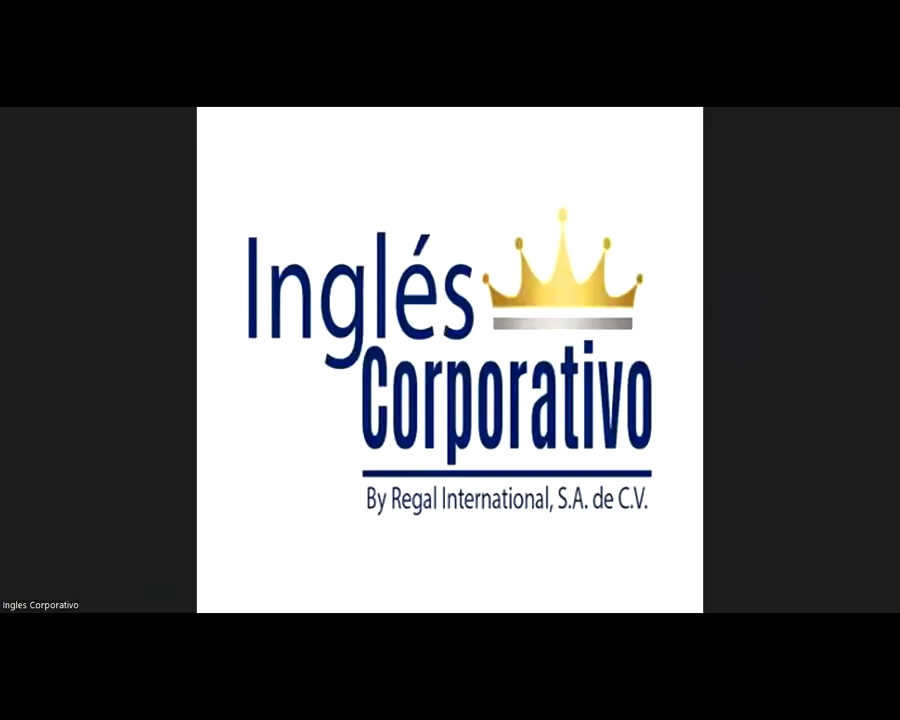 Inglés
Corporativo
By Regal International, S.A. de C.V.
Ingles Corporativo